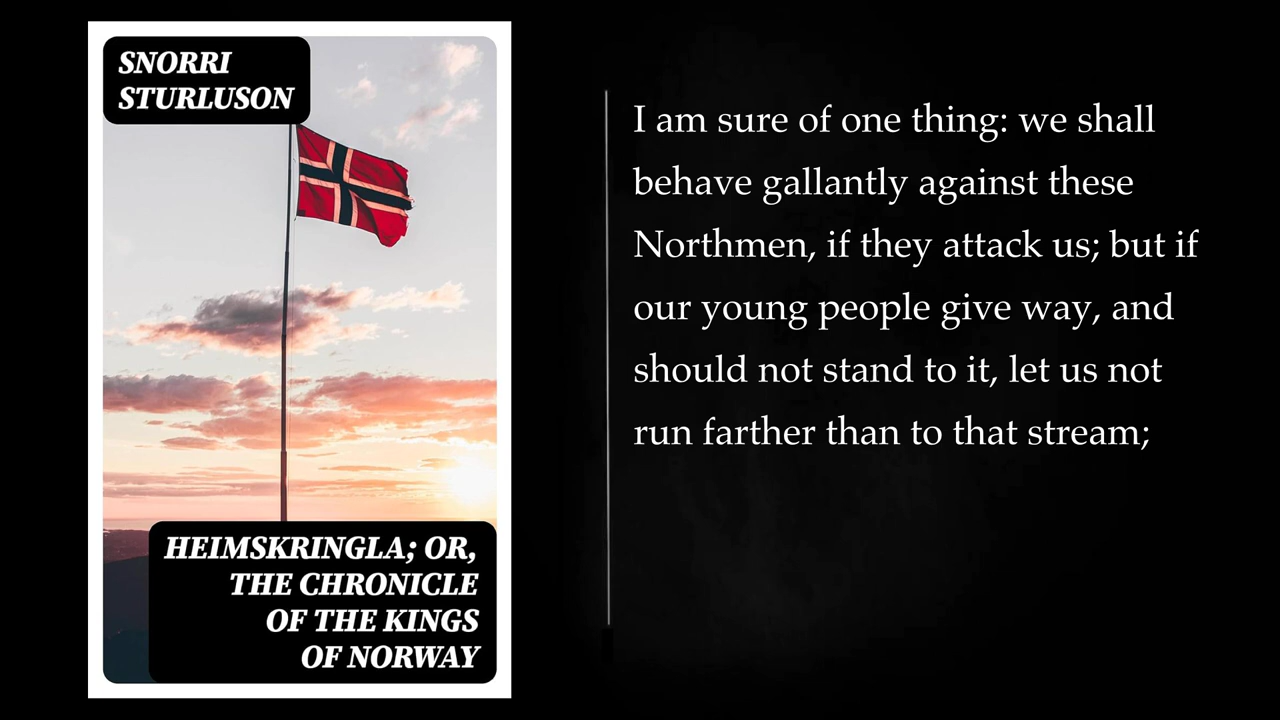 SNORRI
STURLUSON
HEIMSKRINGLA; OR,
THE CHRONICLE
OF THE KINGS
OF NORWAY
I am sure of one thing: we shall
behave gallantly against these
Northmen, if they attack us; but if
our young people give way, and
should not stand to it, let us not
run farther than to that stream;